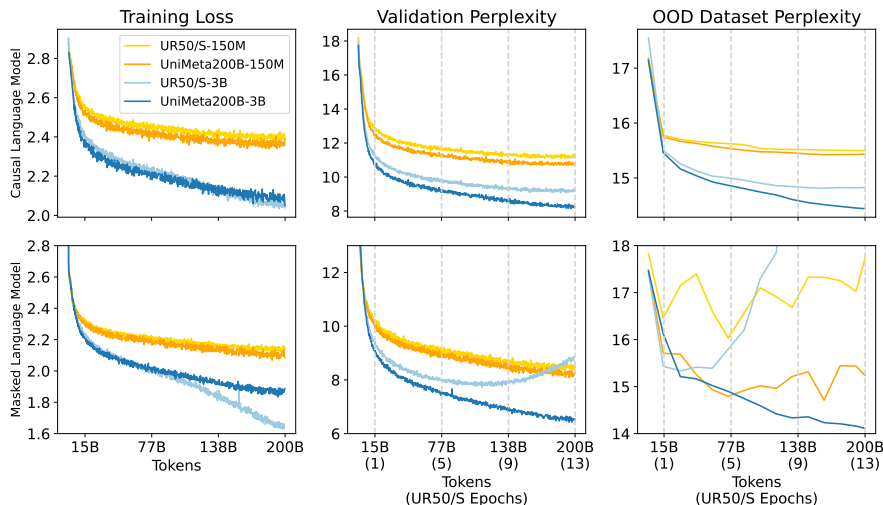 Training Loss
Validation Perplexity
OOD Dataset Perplexity
Causal Language Model
2.8
2.6
2.4
2.2
2.0
UR50/S-150M
UniMeta200B-150M
UR50/S-3B
UniMeta200B-3B
18
16
14
12
10
8
17
16
15
Masked Language Model
2.8
2.6
2.4
2.2
2.0
1.8
1.6
12
10
8
6
18
17
16
15
14
15B 77B 138B 200B
Tokens
15B 77B 138B 200B
(1) (5) (9) (13)
Tokens
(UR50/S Epochs)
15B 77B 138B 200B
(1) (5) (9) (13)
Tokens
(UR50/S Epochs)